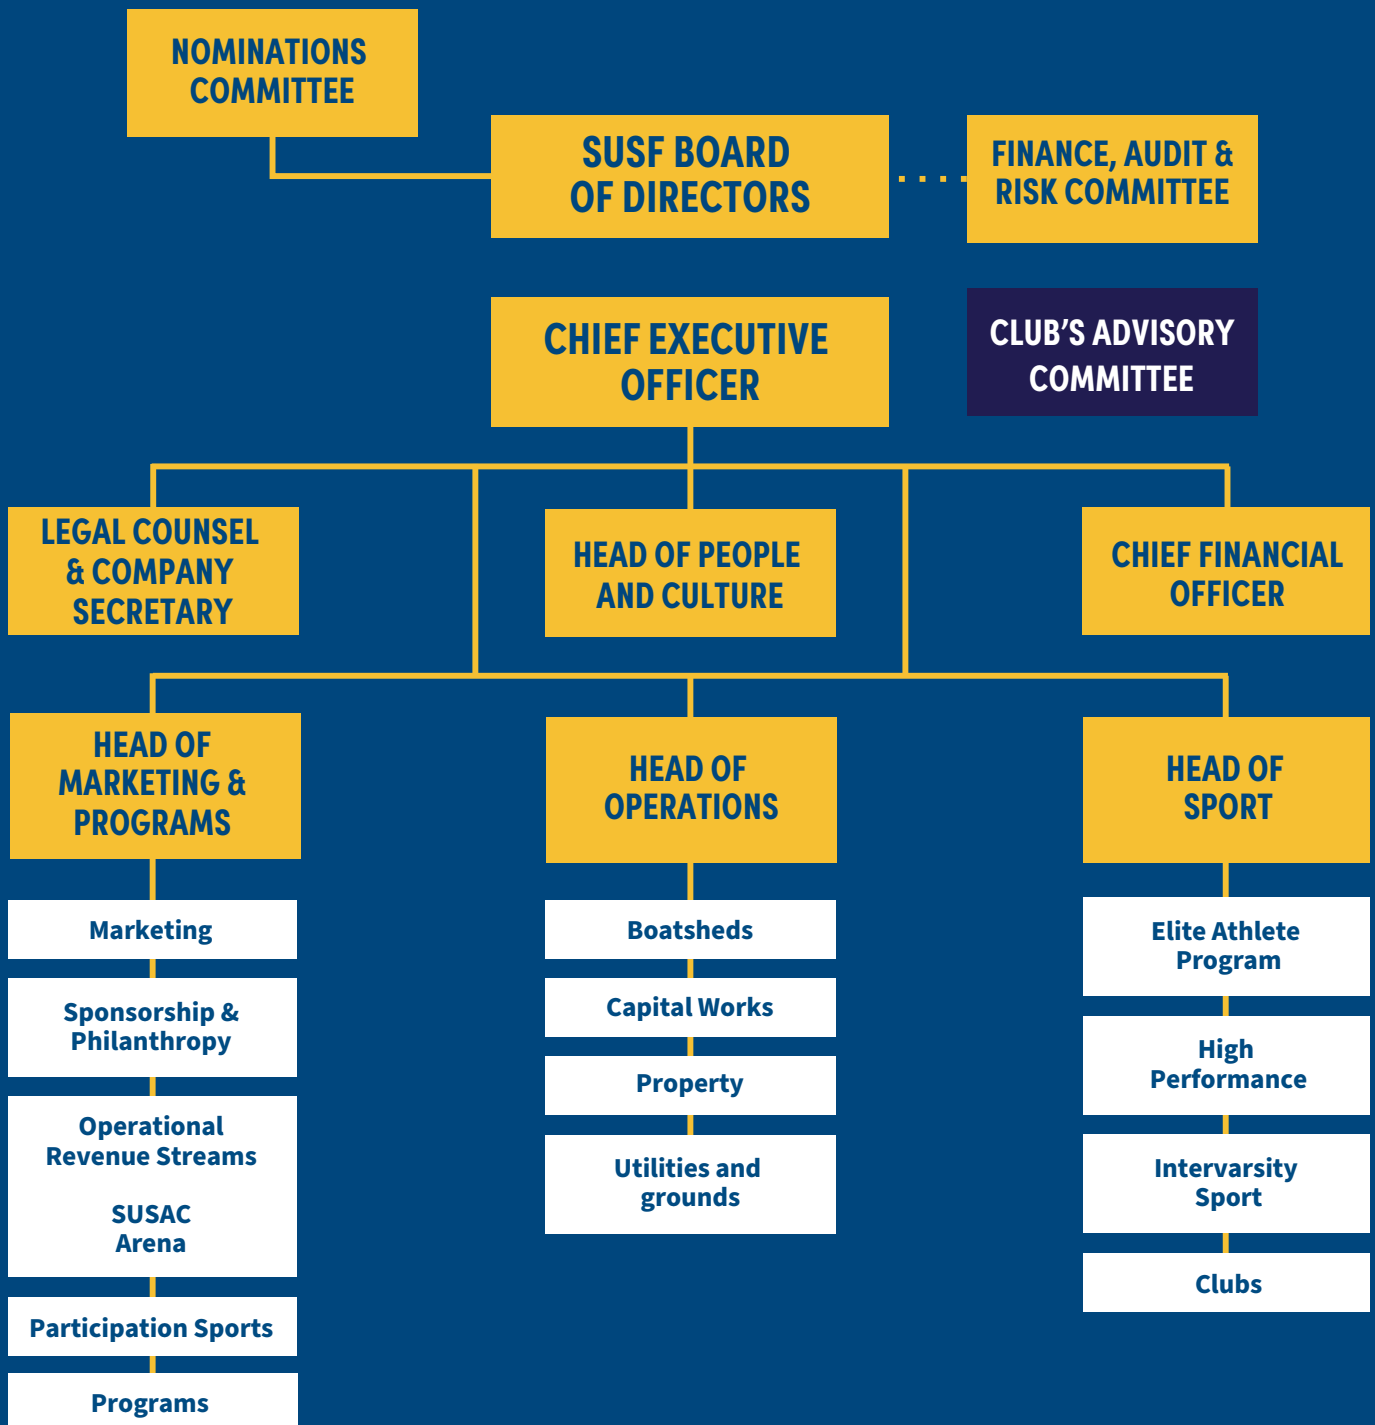 NOMINATIONS
COMMITTEE
SUSF BOARD
OF DIRECTORS
FINANCE, AUDIT &
RISK COMMITTEE
CHIEF EXECUTIVE
OFFICER
CLUB’S ADVISORY
COMMITTEE
LEGAL COUNSEL
& COMPANY
SECRETARY
HEAD OF PEOPLE
AND CULTURE
CHIEF FINANCIAL
OFFICER
HEAD OF
MARKETING &
PROGRAMS
HEAD OF
OPERATIONS
HEAD OF
SPORT
Marketing
Sponsorship &
Philanthropy
Operational
Revenue Streams
SUSAC
Arena
Participation Sports
Programs
Boatsheds
Capital Works
Property
Utilities and
grounds
Elite Athlete
Program
High
Performance
Intervarsity
Sport
Clubs